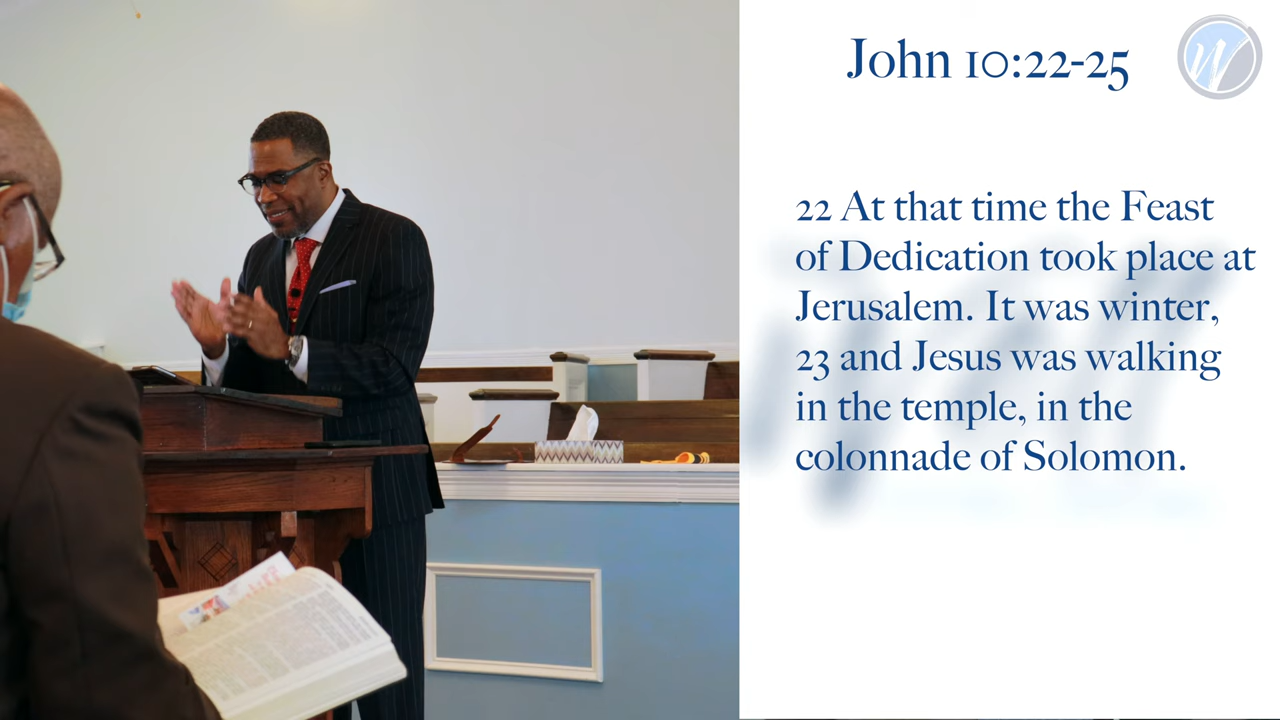 John 10:22-25
W
22 At that time the Feast
of Dedication took place at
Jerusalem. It was winter,
23 and Jesus was walking
in the temple, in the
colonnade of Solomon.